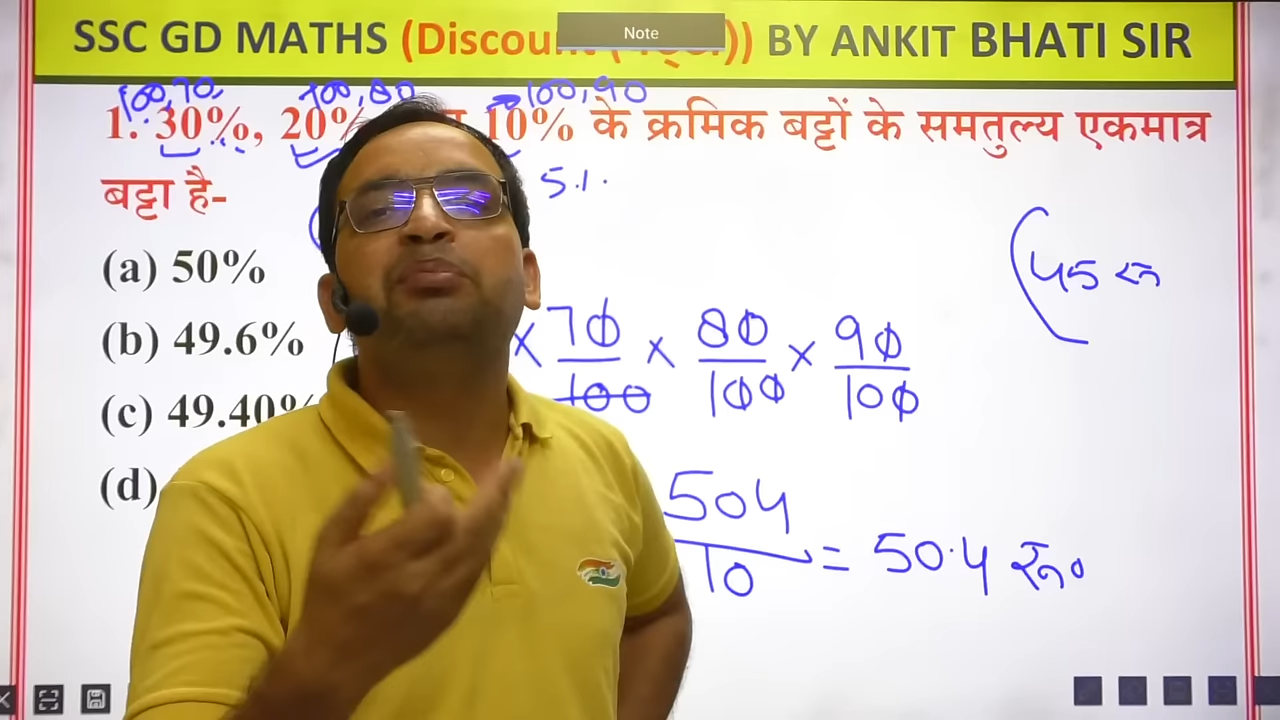 SSC GD MATHS (Discount BY ANKIT BHATI SIR
Note
100,70, 100,80 100,90
1. 30%, 20% 10% के क्रमिक बट्टों के समतुल्य एकमात्र
बट्टा है-
5%
(a) 50%
45 रू
(b) 49.6%
× 70/100 × 80/100 × 90/100
(c) 49.40%
(d)
504/10 = 50.4 रू०